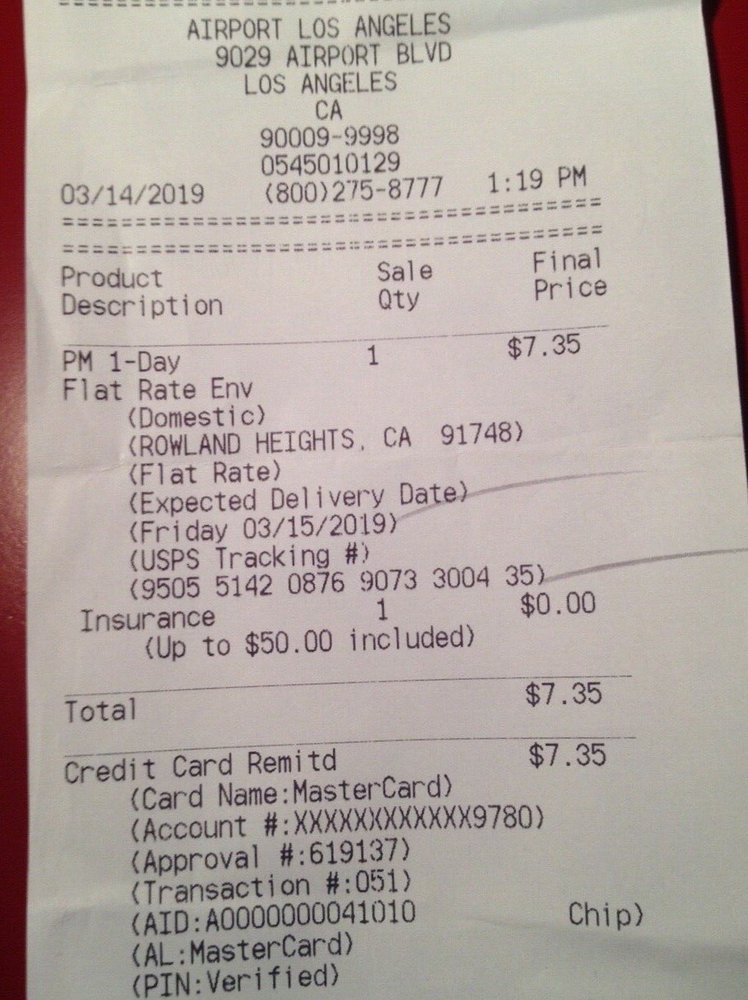 AIRPORT LOS ANGELES
9029 AIRPORT BLVD
LOS ANGELES
CA
90009-9998
0545010129
03/14/2019 (800)275-8777 1:19 PM
========================================
========================================
Product Sale Final
Description Qty Price
PM 1-Day 1 $7.35
Flat Rate Env
(Domestic)
(ROWLAND HEIGHTS, CA 91748)
(Flat Rate)
(Expected Delivery Date)
(Friday 03/15/2019)
(USPS Tracking #)
(9505 5142 0876 9073 3004 35)
Insurance 1 $0.00
(Up to $50.00 included)
Total $7.35
Credit Card Remitd $7.35
(Card Name:MasterCard)
(Account #:XXXXXXXXXXXX9780)
(Approval #:619137)
(Transaction #:051)
(AID:A0000000041010 Chip)
(AL:MasterCard)
(PIN:Verified)